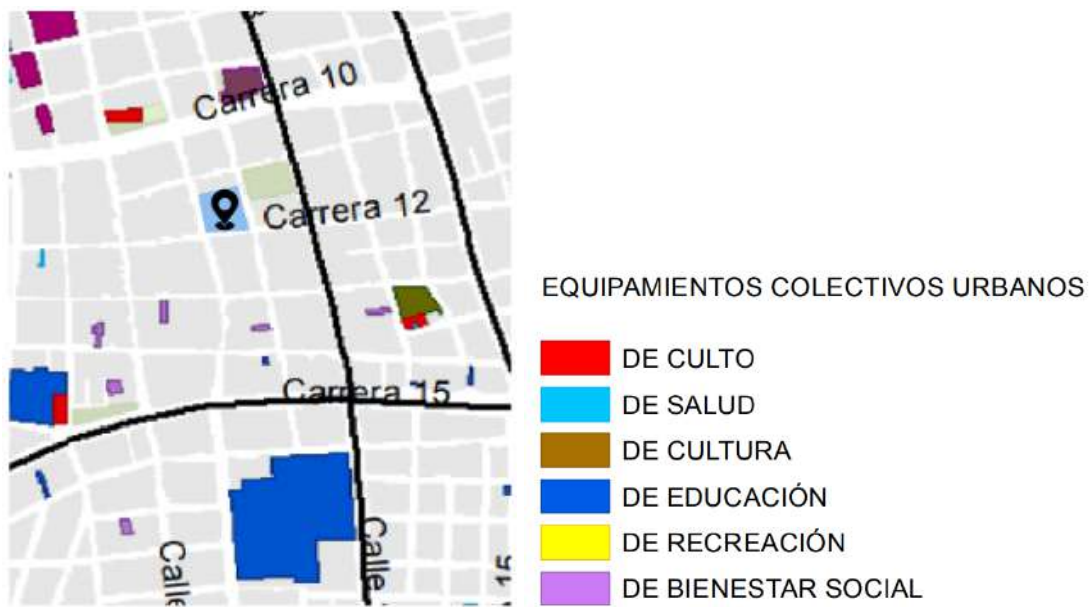 Carrera 10
Carrera 12
Carrera 15
Calle
Calle
15
EQUIPAMIENTOS COLECTIVOS URBANOS
DE CULTO
DE SALUD
DE CULTURA
DE EDUCACIÓN
DE RECREACIÓN
DE BIENESTAR SOCIAL